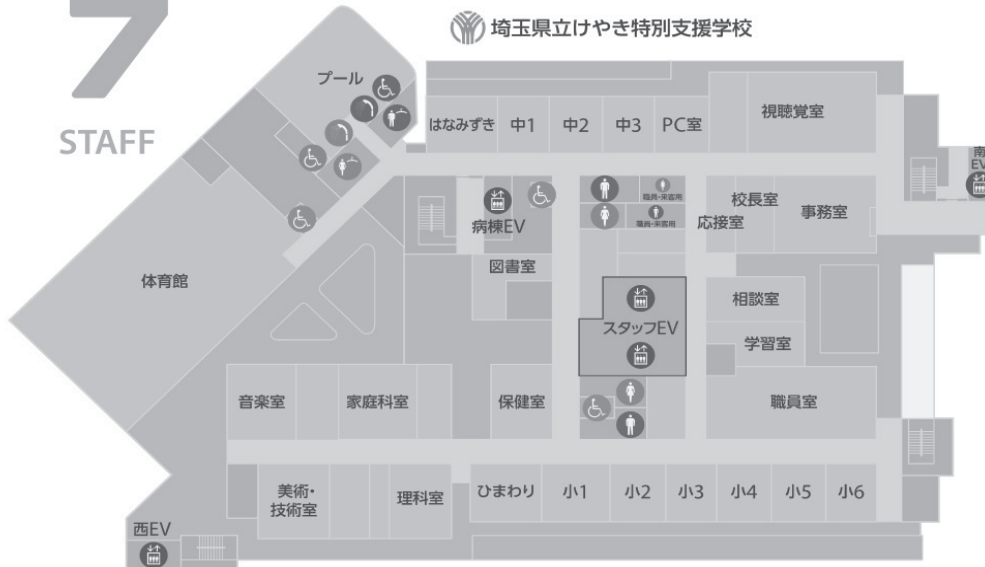 7
STAFF
埼玉県立けやき特別支援学校
プール
はなみずき
中1
中2
中3
PC室
視聴覚室
南
EV
病棟EV
職員・来客用
職員・来客用
校長室
応接室
事務室
図書室
体育館
スタッフEV
相談室
学習室
音楽室
家庭科室
保健室
職員室
美術・
技術室
理科室
ひまわり
小1
小2
小3
小4
小5
小6
西EV